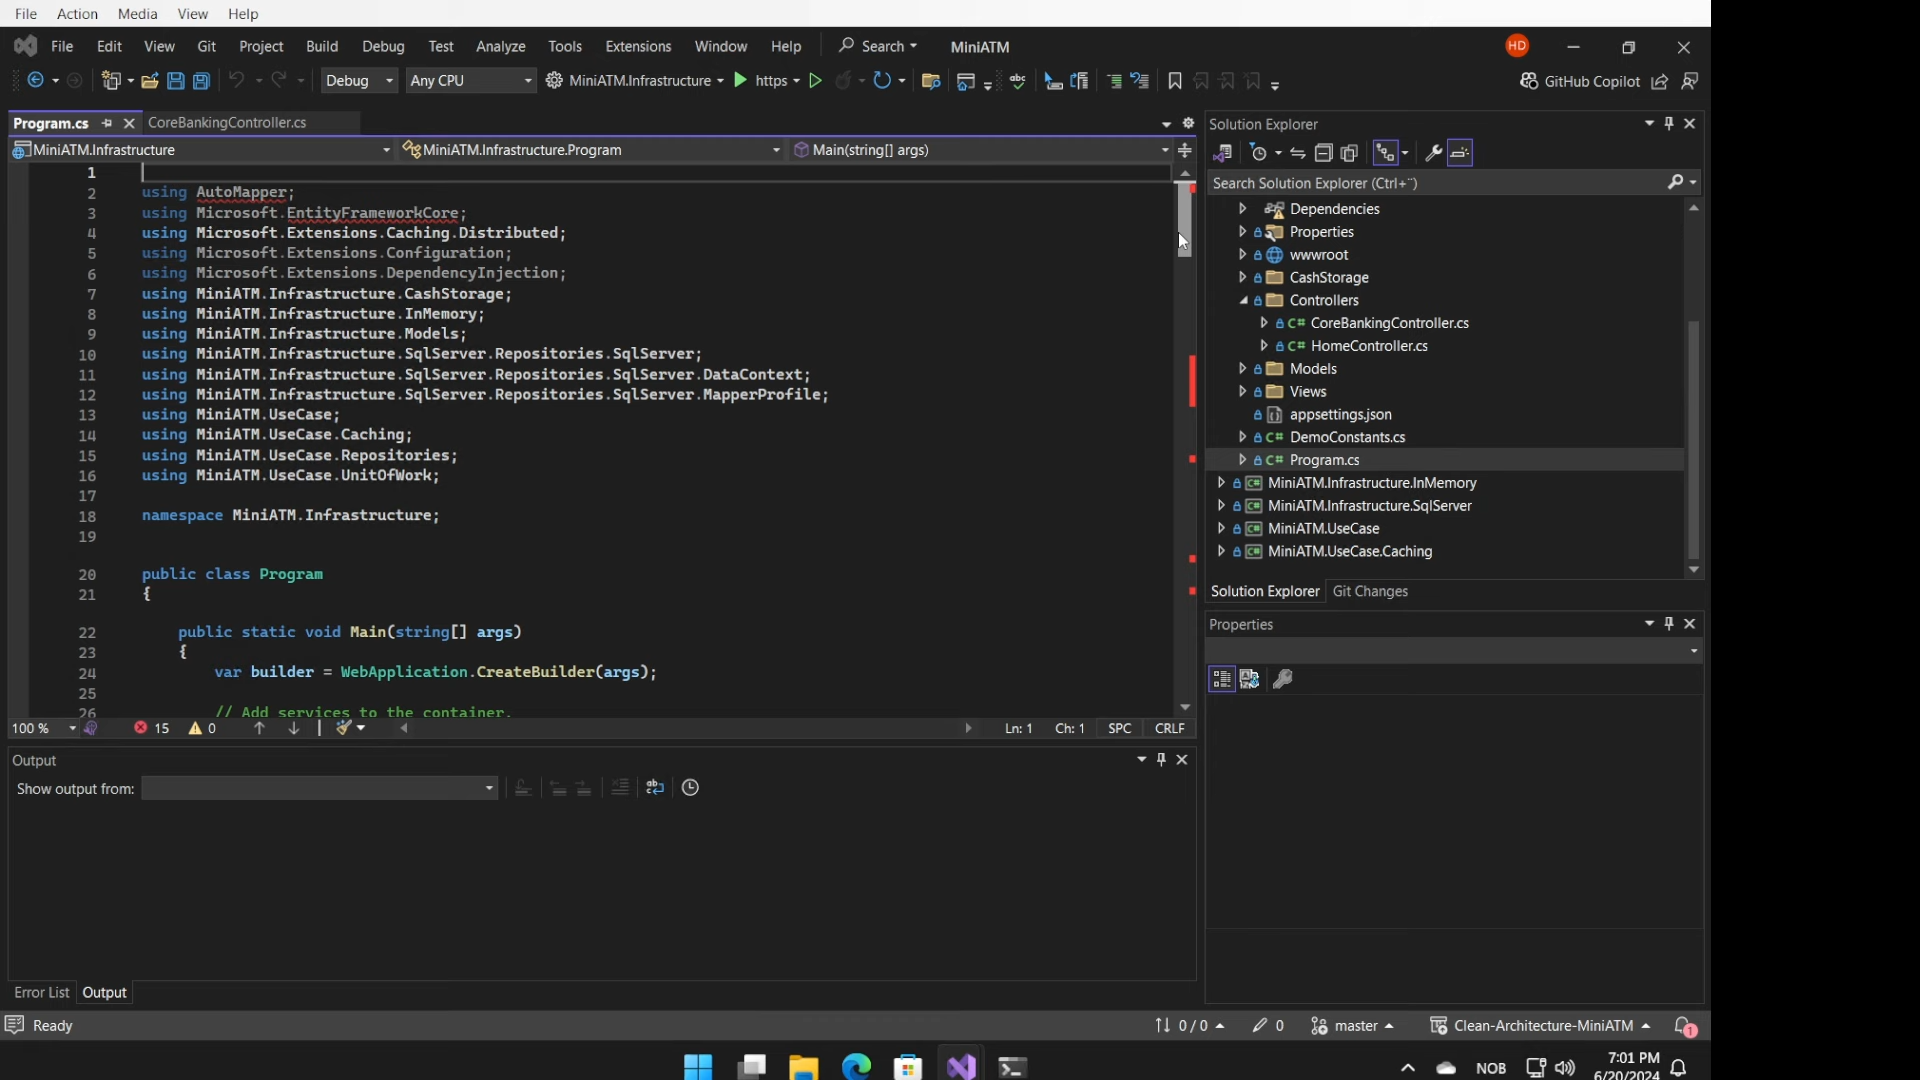 File Action Media View Help
File Edit View Git Project Build Debug Test Analyze Tools Extensions Window Help Search MiniATM HD
Debug Any CPU MiniATM.Infrastructure https GitHub Copilot
Program.cs CoreBankingController.cs
MiniATM.Infrastructure MiniATM.Infrastructure.Program Main(string[] args)
1
2 using AutoMapper;
3 using Microsoft.EntityFrameworkCore;
4 using Microsoft.Extensions.Caching.Distributed;
5 using Microsoft.Extensions.Configuration;
6 using Microsoft.Extensions.DependencyInjection;
7 using MiniATM.Infrastructure.CashStorage;
8 using MiniATM.Infrastructure.InMemory;
9 using MiniATM.Infrastructure.Models;
10 using MiniATM.Infrastructure.SqlServer.Repositories.SqlServer;
11 using MiniATM.Infrastructure.SqlServer.Repositories.SqlServer.DataContext;
12 using MiniATM.Infrastructure.SqlServer.Repositories.SqlServer.MapperProfile;
13 using MiniATM.UseCase;
14 using MiniATM.UseCase.Caching;
15 using MiniATM.UseCase.Repositories;
16 using MiniATM.UseCase.UnitOfWork;
17
18 namespace MiniATM.Infrastructure;
19
20 public class Program
21 {
22 public static void Main(string[] args)
23 {
24 var builder = WebApplication.CreateBuilder(args);
25
26 // Add services to the container.
100 % 15 0 Ln: 1 Ch: 1 SPC CRLF
Output
Show output from:
Error List Output
Solution Explorer
Search Solution Explorer (Ctrl+¨)
Dependencies
Properties
wwwroot
CashStorage
Controllers
C# CoreBankingController.cs
C# HomeController.cs
Models
Views
appsettings.json
C# DemoConstants.cs
C# Program.cs
C# MiniATM.Infrastructure.InMemory
C# MiniATM.Infrastructure.SqlServer
C# MiniATM.UseCase
C# MiniATM.UseCase.Caching
Solution Explorer Git Changes
Properties
Ready 0 / 0 0 master Clean-Architecture-MiniATM 1
NOB 7:01 PM
6/20/2024